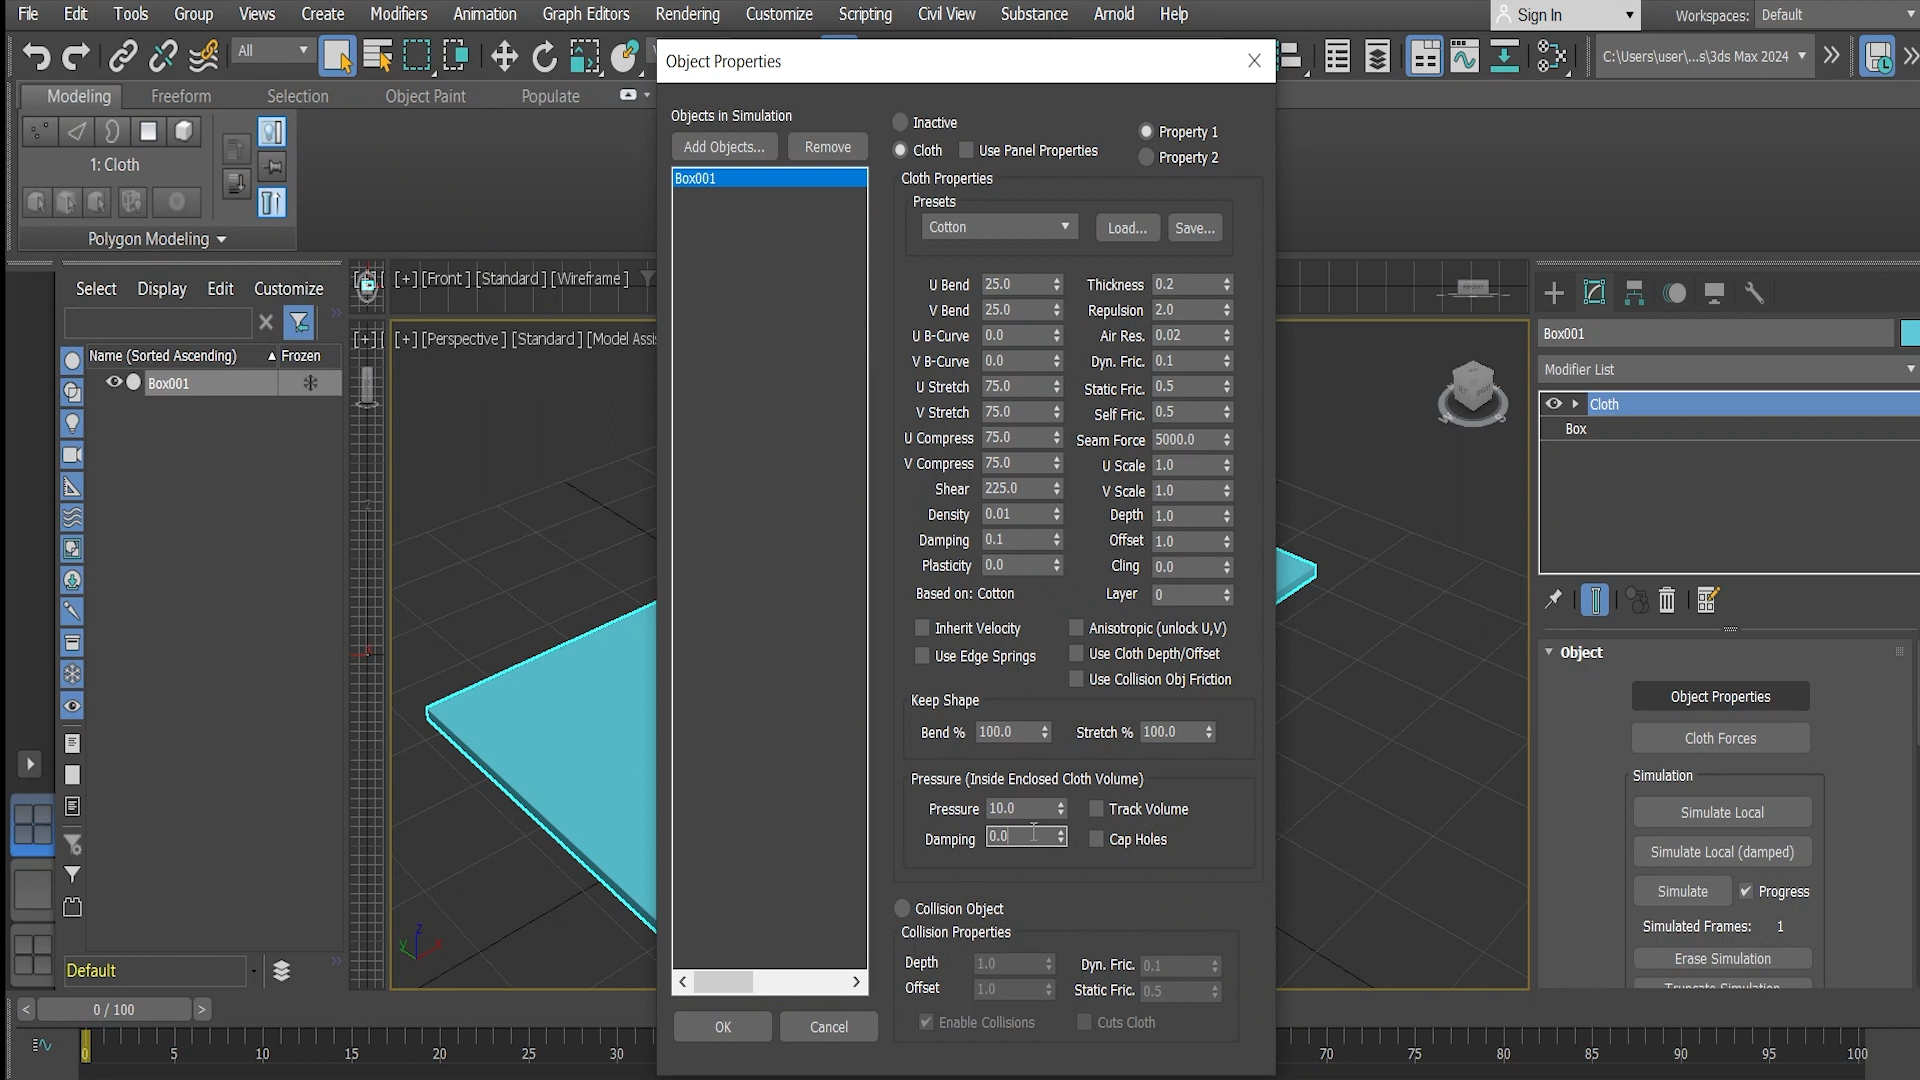 File Edit Tools Group Views Create Modifiers Animation Graph Editors Rendering Customize Scripting Civil View Substance Arnold Help
Sign In
Workspaces: Default
All
C:\Users\user\...s\3ds Max 2024
Object Properties
Modeling Freeform Selection Object Paint Populate
1: Cloth
Polygon Modeling
Objects in Simulation
Add Objects... Remove
Box001
Inactive
Cloth Use Panel Properties
Property 1
Property 2
Cloth Properties
Presets
Cotton Load... Save...
U Bend 25.0 Thickness 0.2
V Bend 25.0 Repulsion 2.0
U B-Curve 0.0 Air Res. 0.02
V B-Curve 0.0 Dyn. Fric. 0.1
U Stretch 75.0 Static Fric. 0.5
V Stretch 75.0 Self Fric. 0.5
U Compress 75.0 Seam Force 5000.0
V Compress 75.0 U Scale 1.0
Shear 225.0 V Scale 1.0
Density 0.01 Depth 1.0
Damping 0.1 Offset 1.0
Plasticity 0.0 Cling 0.0
Based on: Cotton Layer 0
Inherit Velocity Anisotropic (unlock U,V)
Use Edge Springs Use Cloth Depth/Offset
Use Collision Obj Friction
Keep Shape
Bend % 100.0 Stretch % 100.0
Pressure (Inside Enclosed Cloth Volume)
Pressure 10.0 Track Volume
Damping 0.0 Cap Holes
Collision Object
Collision Properties
Depth 1.0 Dyn. Fric. 0.1
Offset 1.0 Static Fric. 0.5
Enable Collisions Cuts Cloth
OK Cancel
Select Display Edit Customize
Name (Sorted Ascending) Frozen
Box001
Default
[+] [Front ] [Standard ] [Wireframe ]
[+] [Perspective ] [Standard ] [Model Assis
Box001
Modifier List
Cloth
Box
Object
Object Properties
Cloth Forces
Simulation
Simulate Local
Simulate Local (damped)
Simulate Progress
Simulated Frames: 1
Erase Simulation
Truncate Simulation
0 / 100
0 5 10 15 20 25 30 70 75 80 85 90 95 100